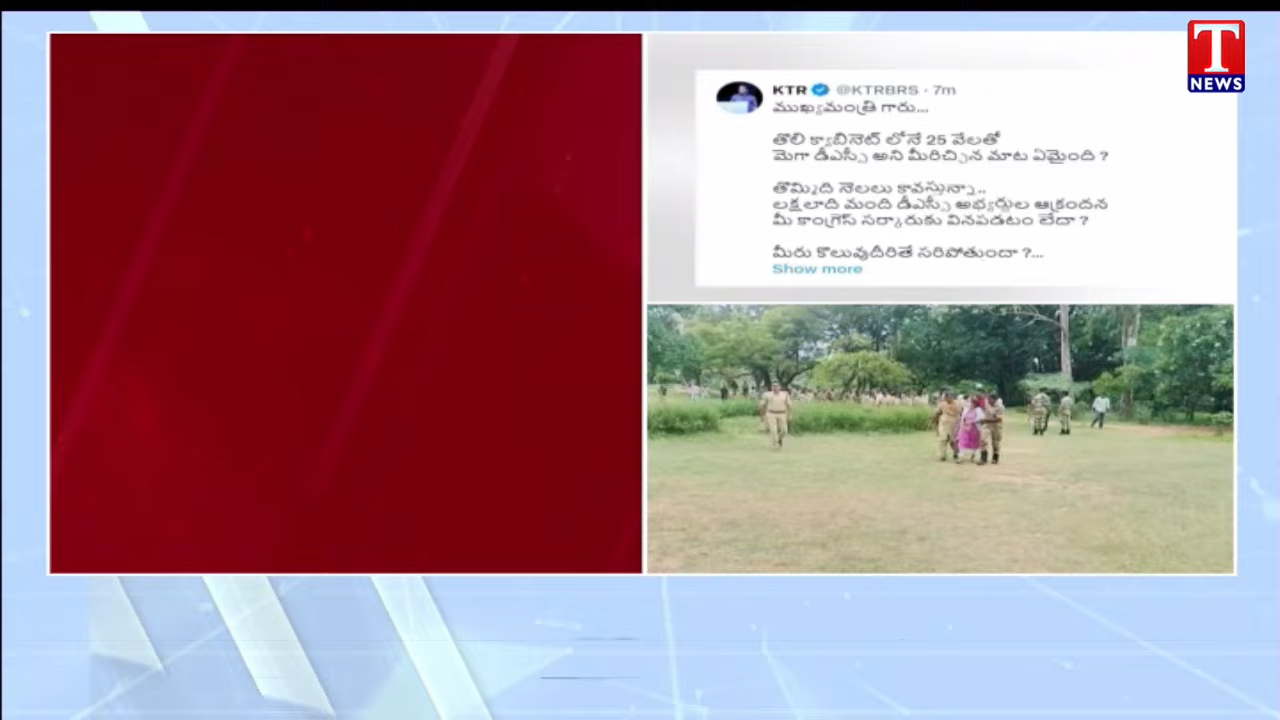 T
NEWS
KTR @KTRBRS · 7m
ముఖ్యమంత్రి గారు...
తొలి క్యాబినెట్ లోనే 25 వేలతో
మెగా డీఎస్సీ అని మీరిచ్చిన మాట ఏమైంది ?
తొమ్మిది నెలలు కావస్తున్నా..
లక్షలాది మంది డీఎస్సీ అభ్యర్థుల ఆక్రందన
మీ కాంగ్రెస్ సర్కారుకు వినపడటం లేదా ?
మీరు కొలువుదీరితే సరిపోతుందా ?...
Show more